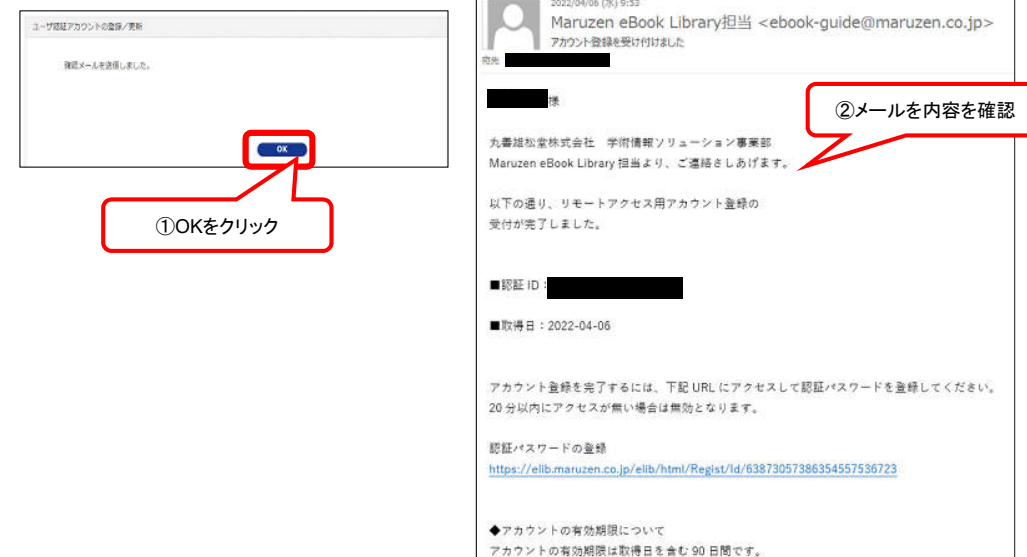 ユーザ認証アカウントの登録/更新
確認メールを送信しました。
OK
①OKをクリック
2022/04/06 (水) 9:53
Maruzen eBook Library担当 <ebook-guide@maruzen.co.jp>
アカウント登録を受け付けました
宛先
様
②メールを内容を確認
丸善雄松堂株式会社 学術情報ソリューション事業部
Maruzen eBook Library 担当より、ご連絡さしあげます。
以下の通り、リモートアクセス用アカウント登録の
受付が完了しました。
■認証 ID：
■取得日：2022-04-06
アカウント登録を完了するには、下記 URL にアクセスして認証パスワードを登録してください。
20 分以内にアクセスが無い場合は無効となります。
認証パスワードの登録
https://elib.maruzen.co.jp/elib/html/Regist/Id/63873057386354557536723
◆アカウントの有効期限について
アカウントの有効期限は取得日を含む 90 日間です。